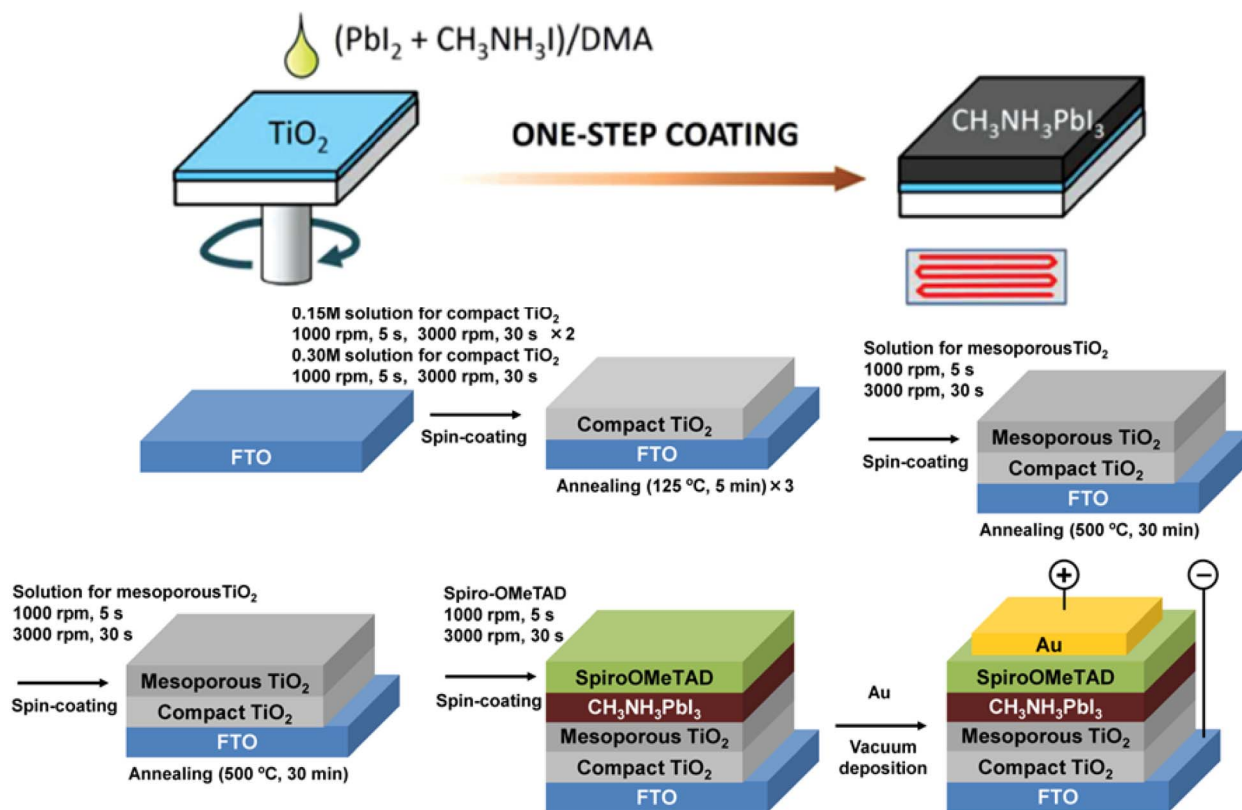 (PbI₂ + CH₃NH₃I)/DMA
TiO₂
ONE-STEP COATING
CH₃NH₃PbI₃
0.15M solution for compact TiO₂
1000 rpm, 5 s, 3000 rpm, 30 s ×2
0.30M solution for compact TiO₂
1000 rpm, 5 s, 3000 rpm, 30 s
FTO
Spin-coating
Compact TiO₂
FTO
Annealing (125 ºC, 5 min)×3
Solution for mesoporousTiO₂
1000 rpm, 5 s
3000 rpm, 30 s
Spin-coating
Mesoporous TiO₂
Compact TiO₂
FTO
Annealing (500 ºC, 30 min)
Solution for mesoporousTiO₂
1000 rpm, 5 s
3000 rpm, 30 s
Spin-coating
Mesoporous TiO₂
Compact TiO₂
FTO
Annealing (500 ºC, 30 min)
Spiro-OMeTAD
1000 rpm, 5 s
3000 rpm, 30 s
Spin-coating
SpiroOMeTAD
CH₃NH₃PbI₃
Mesoporous TiO₂
Compact TiO₂
FTO
Au
Vacuum
deposition
+
−
Au
SpiroOMeTAD
CH₃NH₃PbI₃
Mesoporous TiO₂
Compact TiO₂
FTO